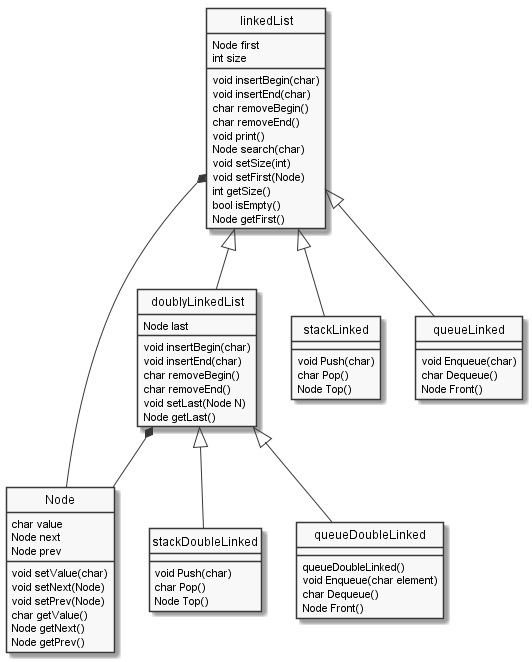 linkedList
Node first
int size
void insertBegin(char)
void insertEnd(char)
char removeBegin()
char removeEnd()
void print()
Node search(char)
void setSize(int)
void setFirst(Node)
int getSize()
bool isEmpty()
Node getFirst()
doublyLinkedList
Node last
void insertBegin(char)
void insertEnd(char)
char removeBegin()
char removeEnd()
void setLast(Node N)
Node getLast()
stackLinked
void Push(char)
char Pop()
Node Top()
queueLinked
void Enqueue(char)
char Dequeue()
Node Front()
Node
char value
Node next
Node prev
void setValue(char)
void setNext(Node)
void setPrev(Node)
char getValue()
Node getNext()
Node getPrev()
stackDoubleLinked
void Push(char)
char Pop()
Node Top()
queueDoubleLinked
queueDoubleLinked()
void Enqueue(char element)
char Dequeue()
Node Front()